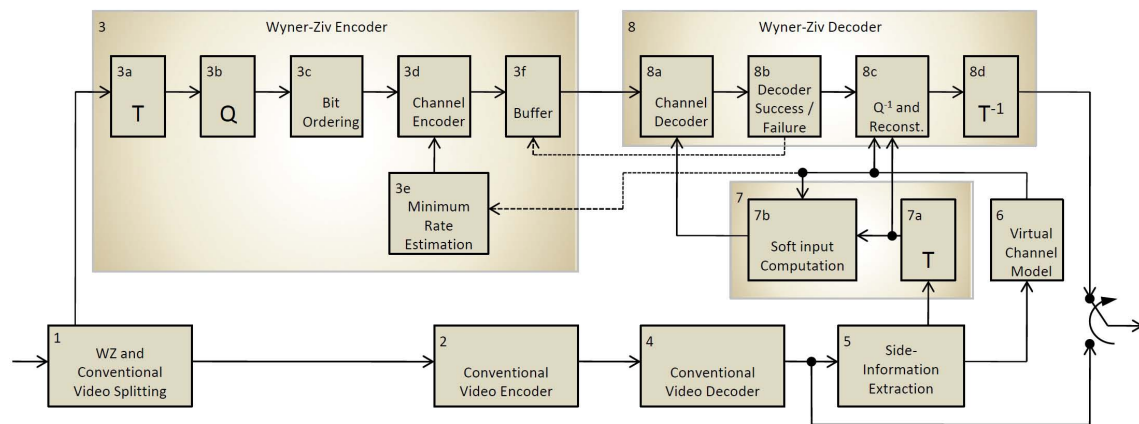 3
Wyner-Ziv Encoder
3a
T
3b
Q
3c
Bit
Ordering
3d
Channel
Encoder
3f
Buffer
3e
Minimum
Rate
Estimation
8
Wyner-Ziv Decoder
8a
Channel
Decoder
8b
Decoder
Success /
Failure
8c
Q⁻¹ and
Reconst.
8d
T⁻¹
7
7b
Soft input
Computation
7a
T
6
Virtual
Channel
Model
1
WZ and
Conventional
Video Splitting
2
Conventional
Video Encoder
4
Conventional
Video Decoder
5
Side-
Information
Extraction